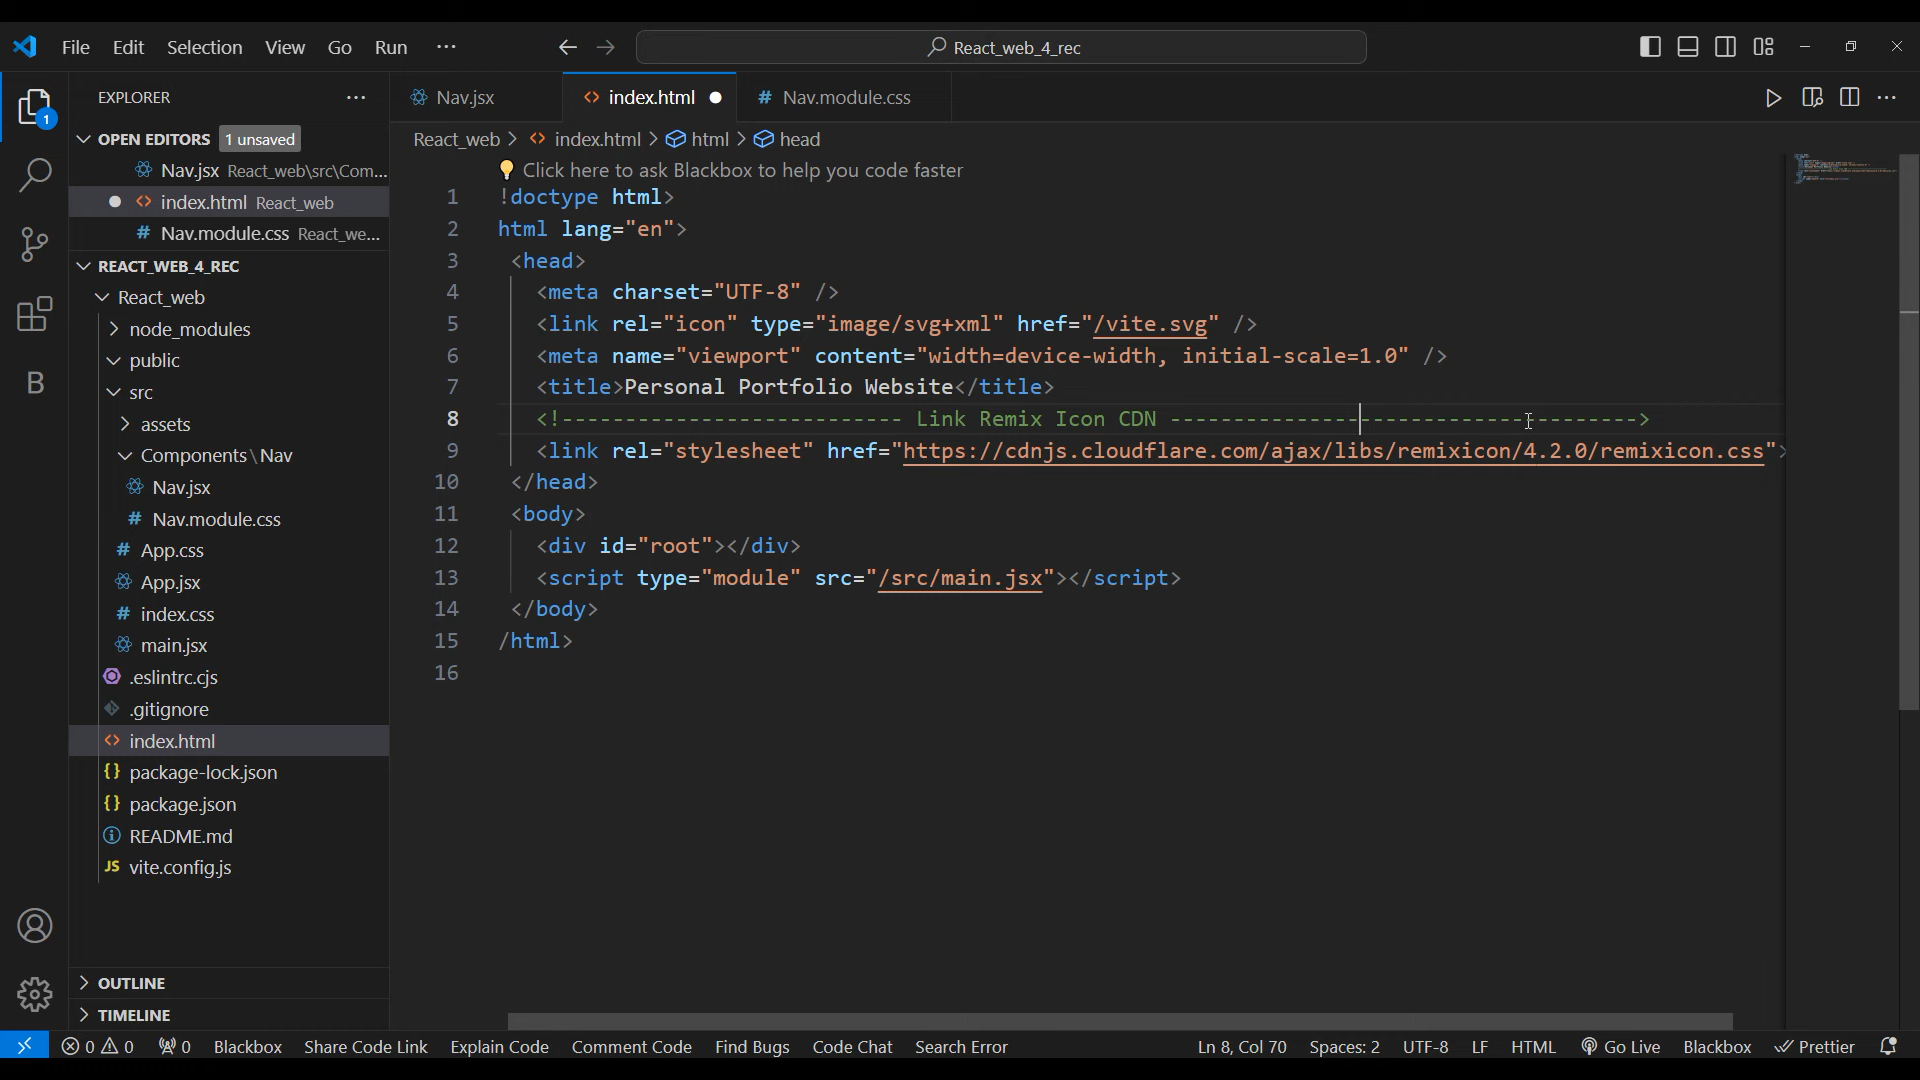 File Edit Selection View Go Run ··· React_web_4_rec
EXPLORER ···
OPEN EDITORS 1 unsaved
Nav.jsx React_web\src\Com...
index.html React_web
Nav.module.css React_we...
REACT_WEB_4_REC
React_web
node_modules
public
src
assets
Components\Nav
Nav.jsx
Nav.module.css
App.css
App.jsx
index.css
main.jsx
.eslintrc.cjs
.gitignore
index.html
package-lock.json
package.json
README.md
vite.config.js
OUTLINE
TIMELINE
Nav.jsx index.html Nav.module.css
React_web > index.html > html > head
Click here to ask Blackbox to help you code faster
1 !doctype html>
2 html lang="en">
3 <head>
4 <meta charset="UTF-8" />
5 <link rel="icon" type="image/svg+xml" href="/vite.svg" />
6 <meta name="viewport" content="width=device-width, initial-scale=1.0" />
7 <title>Personal Portfolio Website</title>
8 <!--------------------------- Link Remix Icon CDN ------------------------------------->
9 <link rel="stylesheet" href="https://cdnjs.cloudflare.com/ajax/libs/remixicon/4.2.0/remixicon.css">
10 </head>
11 <body>
12 <div id="root"></div>
13 <script type="module" src="/src/main.jsx"></script>
14 </body>
15 /html>
16
1
B
0 0 0 Blackbox Share Code Link Explain Code Comment Code Find Bugs Code Chat Search Error Ln 8, Col 70 Spaces: 2 UTF-8 LF HTML Go Live Blackbox Prettier